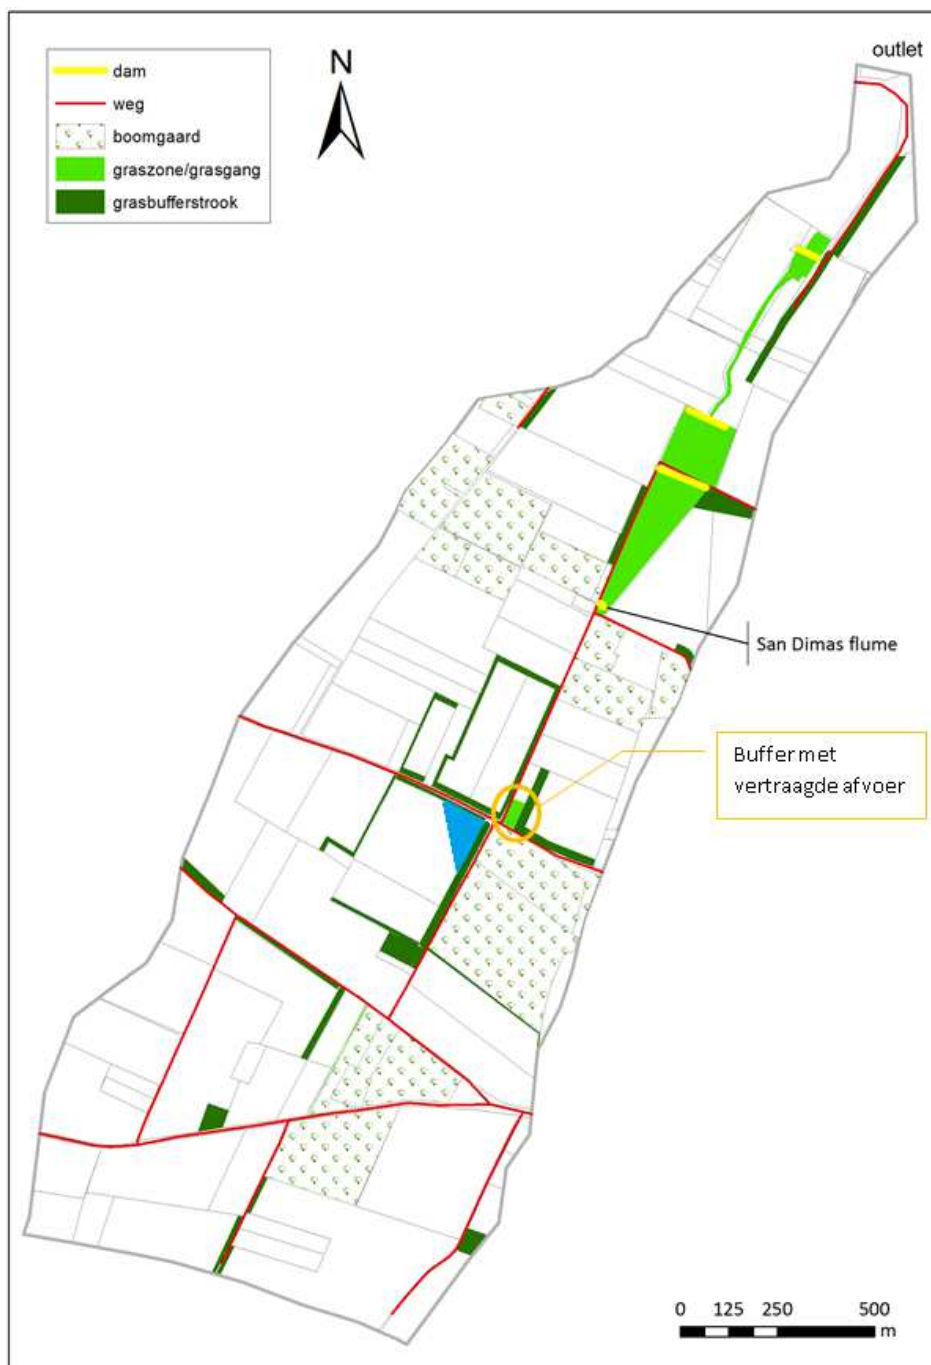 outlet
N
dam
weg
boomgaard
graszone/grasgang
grasbufferstrook
San Dimas flume
Buffer met
vertraagde afvoer
0 125 250 500
m